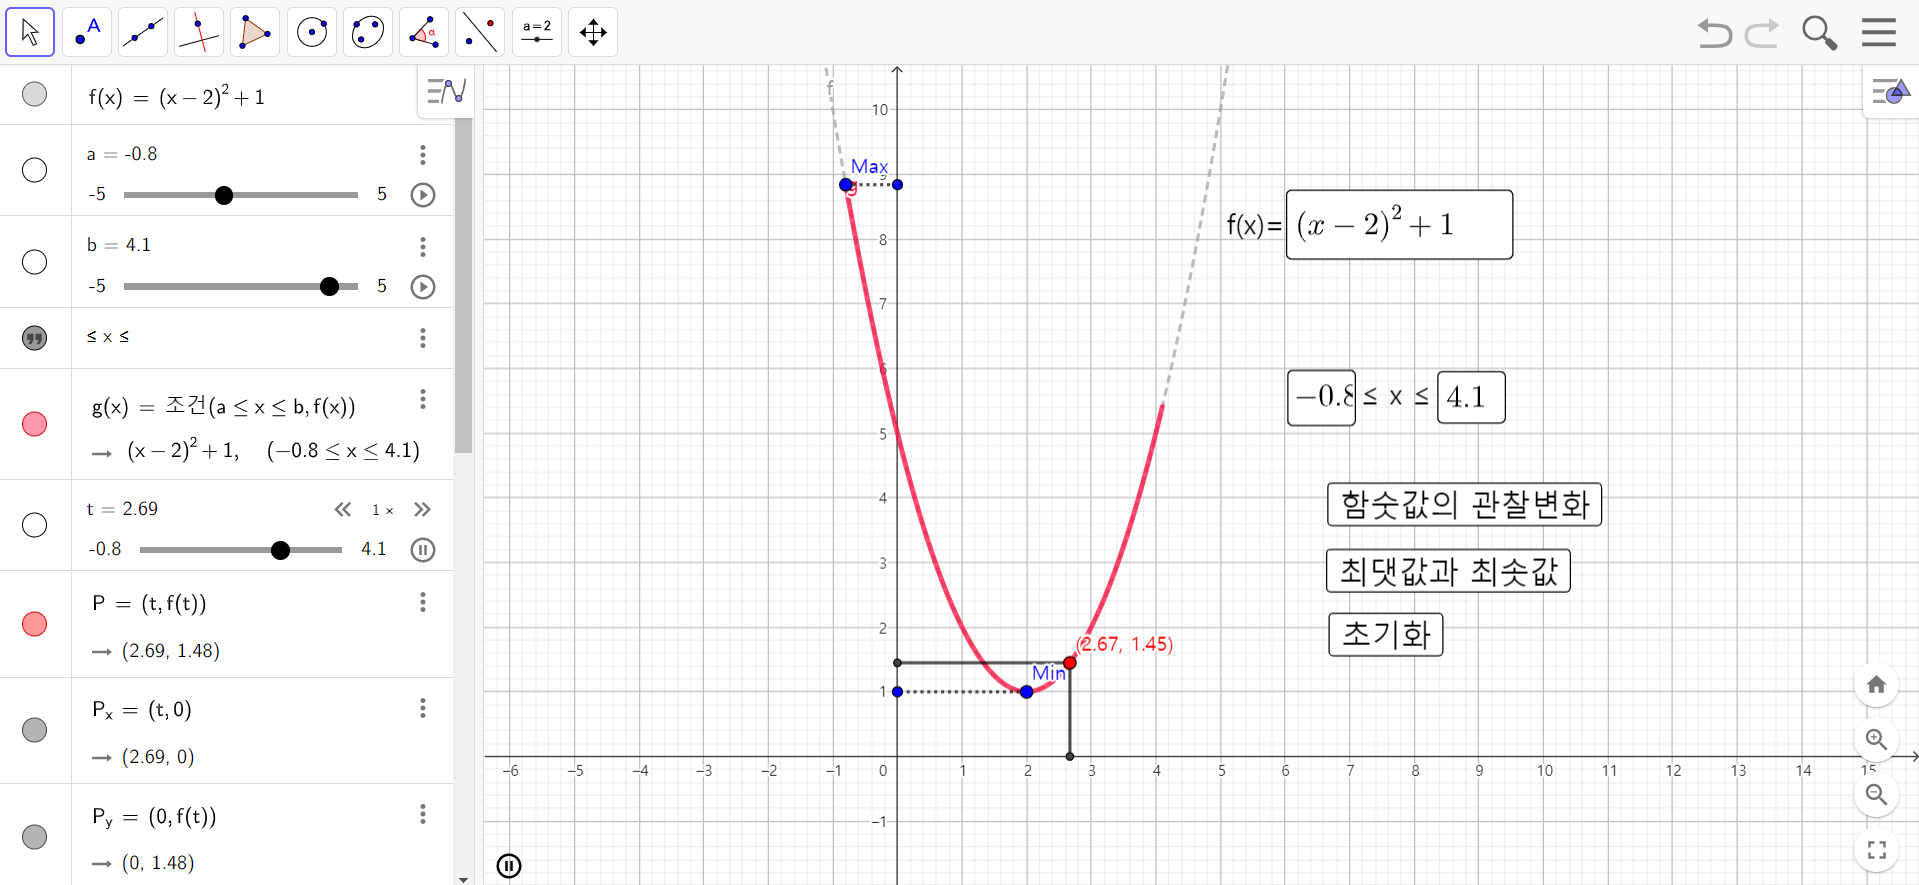 A
α
a=2
f(x) = (x − 2)² + 1
a = -0.8
-5
5
b = 4.1
-5
5
≤ x ≤
g(x) = 조건(a ≤ x ≤ b, f(x))
→ (x − 2)² + 1, (−0.8 ≤ x ≤ 4.1)
t = 2.69
1 ×
-0.8
4.1
P = (t, f(t))
→ (2.69, 1.48)
Pₓ = (t, 0)
→ (2.69, 0)
Py = (0, f(t))
→ (0, 1.48)
f
10
Max
9
g
8
7
6
5
4
3
2
1
−1
(2.67, 1.45)
Min
−6 −5 −4 −3 −2 −1 0 1 2 3 4 5 6 7 8 9 10 11 12 13 14 15
f(x)= (x − 2)² + 1
−0.8 ≤ x ≤ 4.1
함숫값의 관찰변화
최댓값과 최솟값
초기화